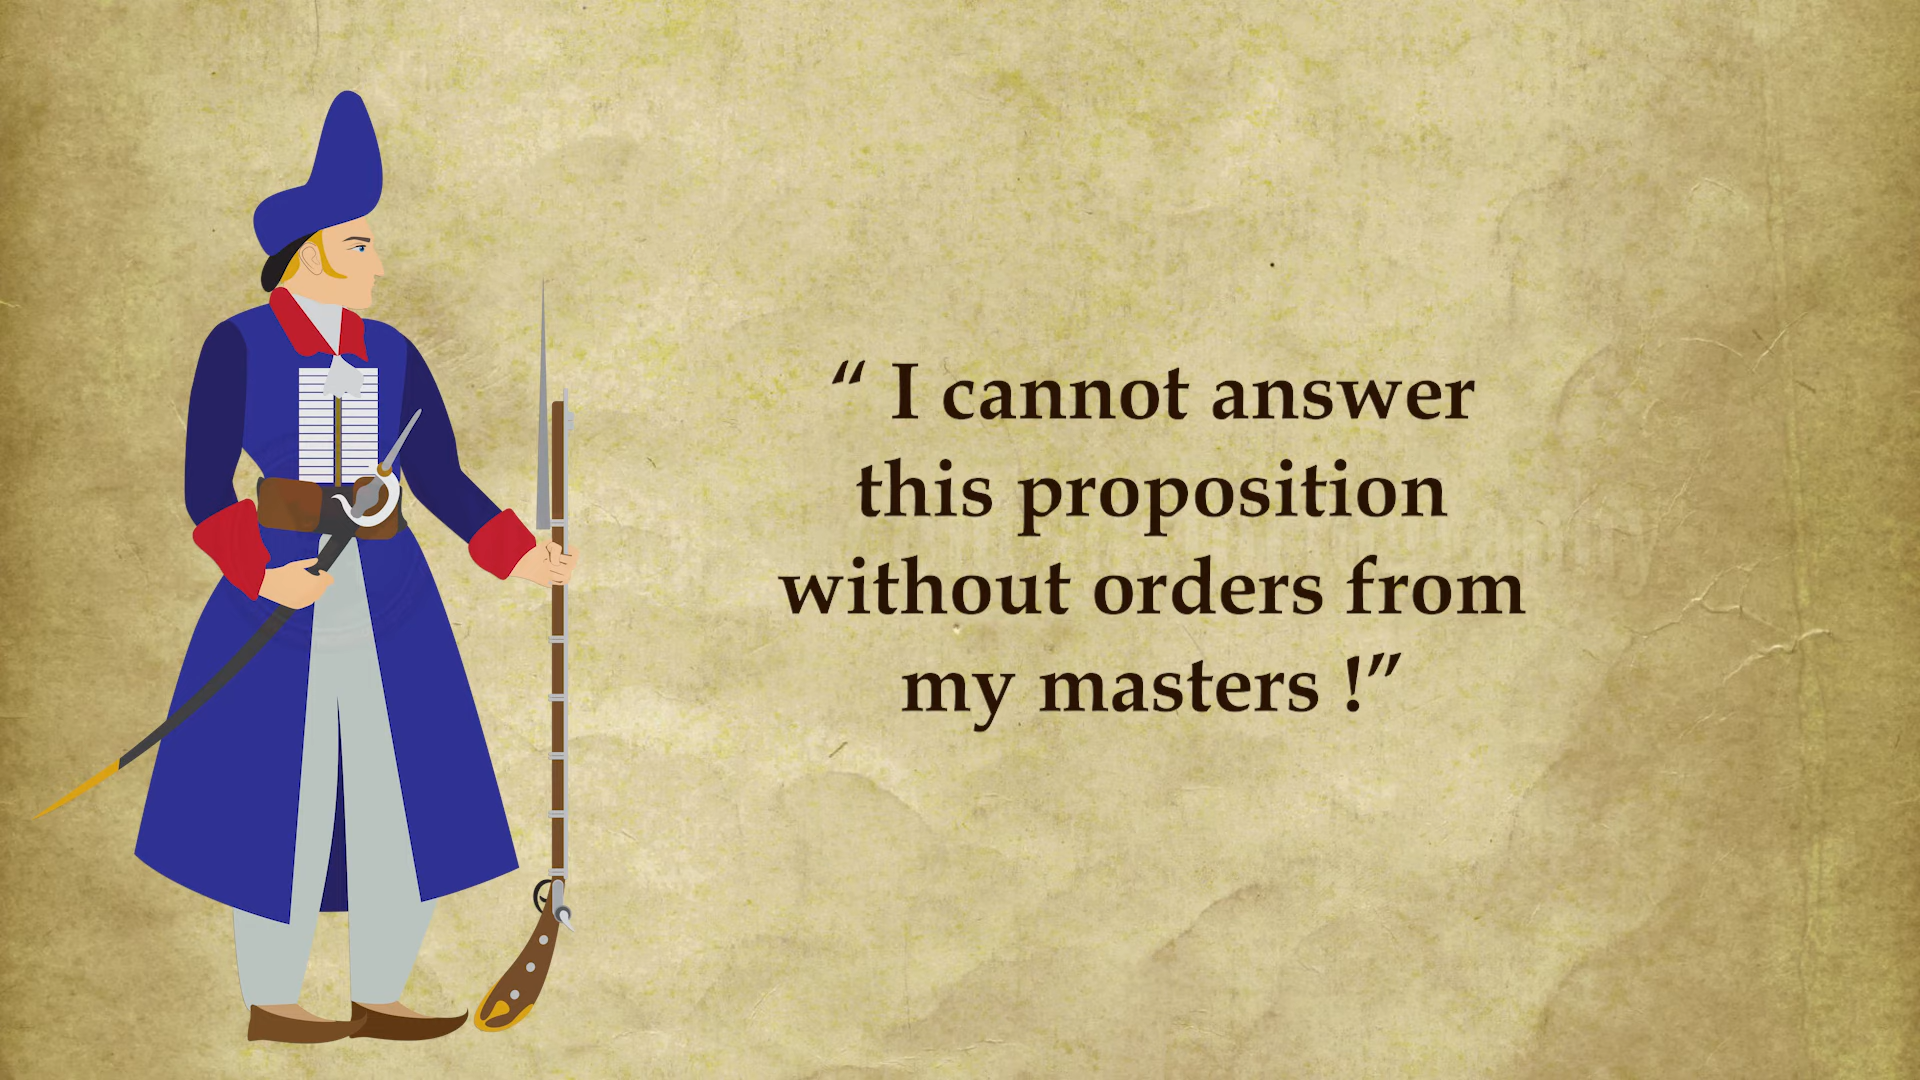 “ I cannot answer
this proposition
without orders from
my masters !”